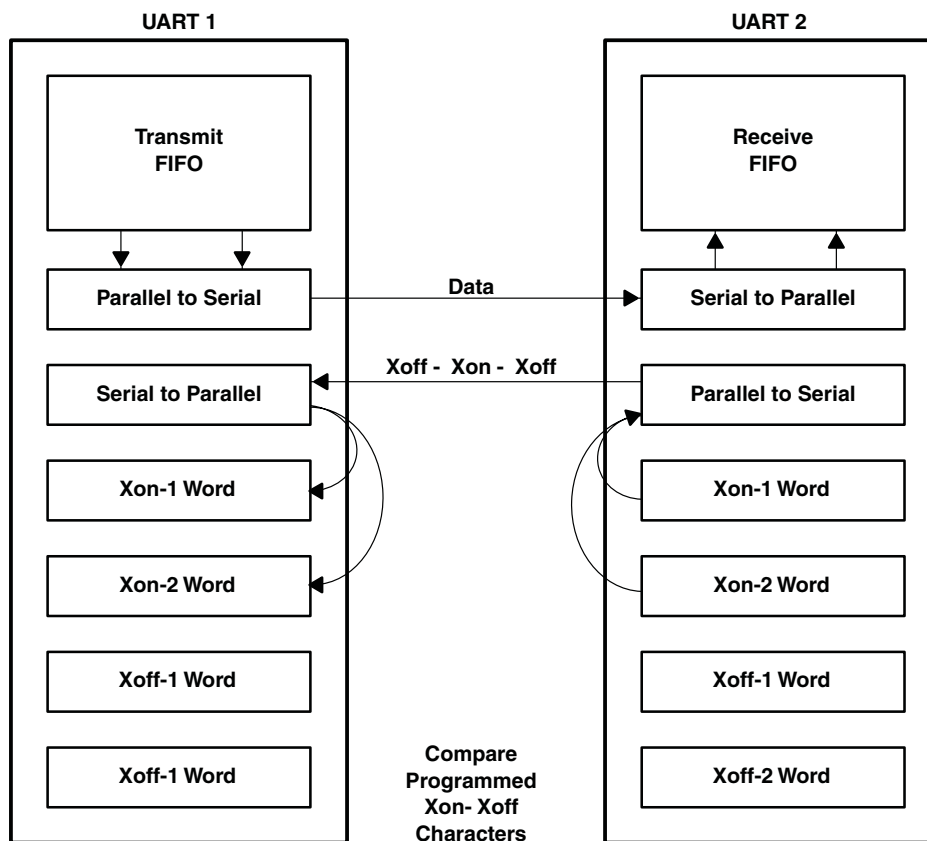 UART 1
Transmit
FIFO
Parallel to Serial
Serial to Parallel
Xon-1 Word
Xon-2 Word
Xoff-1 Word
Xoff-1 Word
Data
Xoff - Xon - Xoff
Compare
Programmed
Xon- Xoff
Characters
UART 2
Receive
FIFO
Serial to Parallel
Parallel to Serial
Xon-1 Word
Xon-2 Word
Xoff-1 Word
Xoff-2 Word